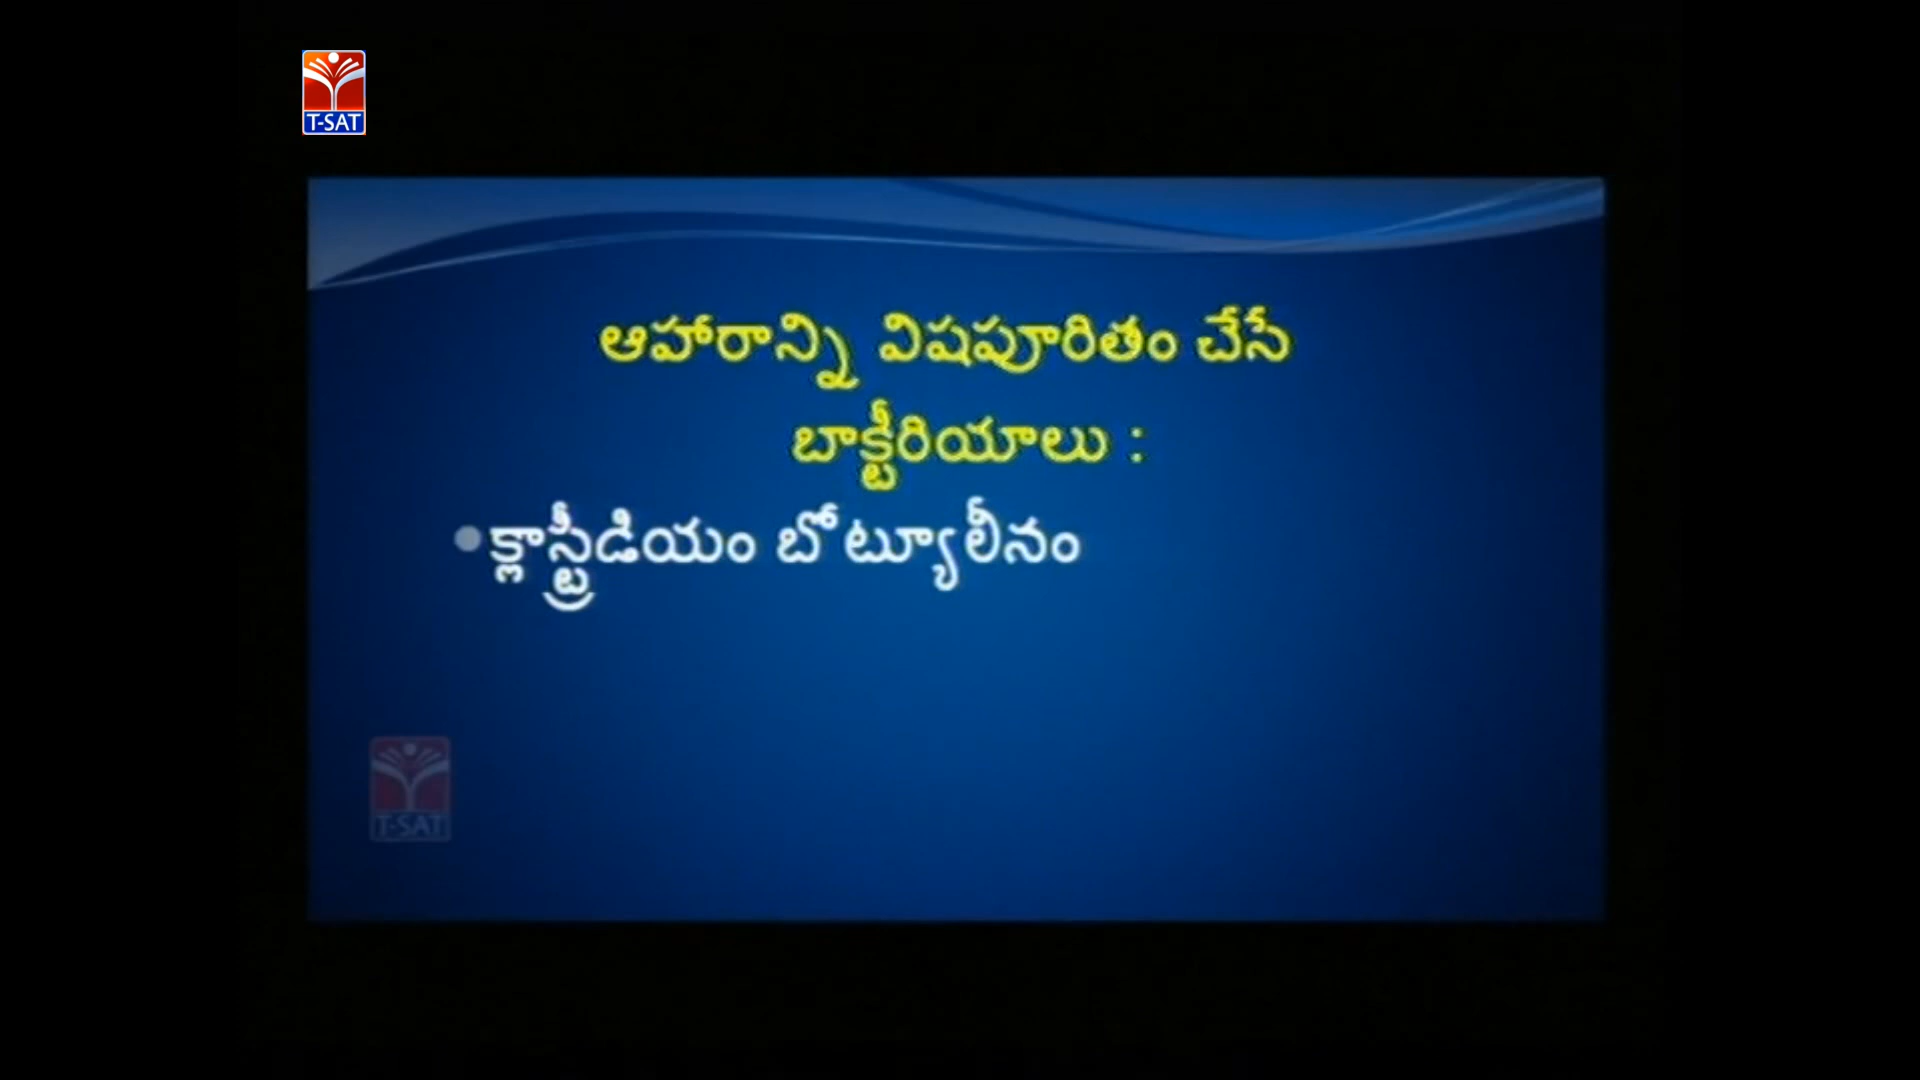 T-SAT
ఆహారాన్ని విషపూరితం చేసే
బాక్టీరియాలు :
•క్లాస్ట్రీడియం బోట్యూలీనం
T-SAT